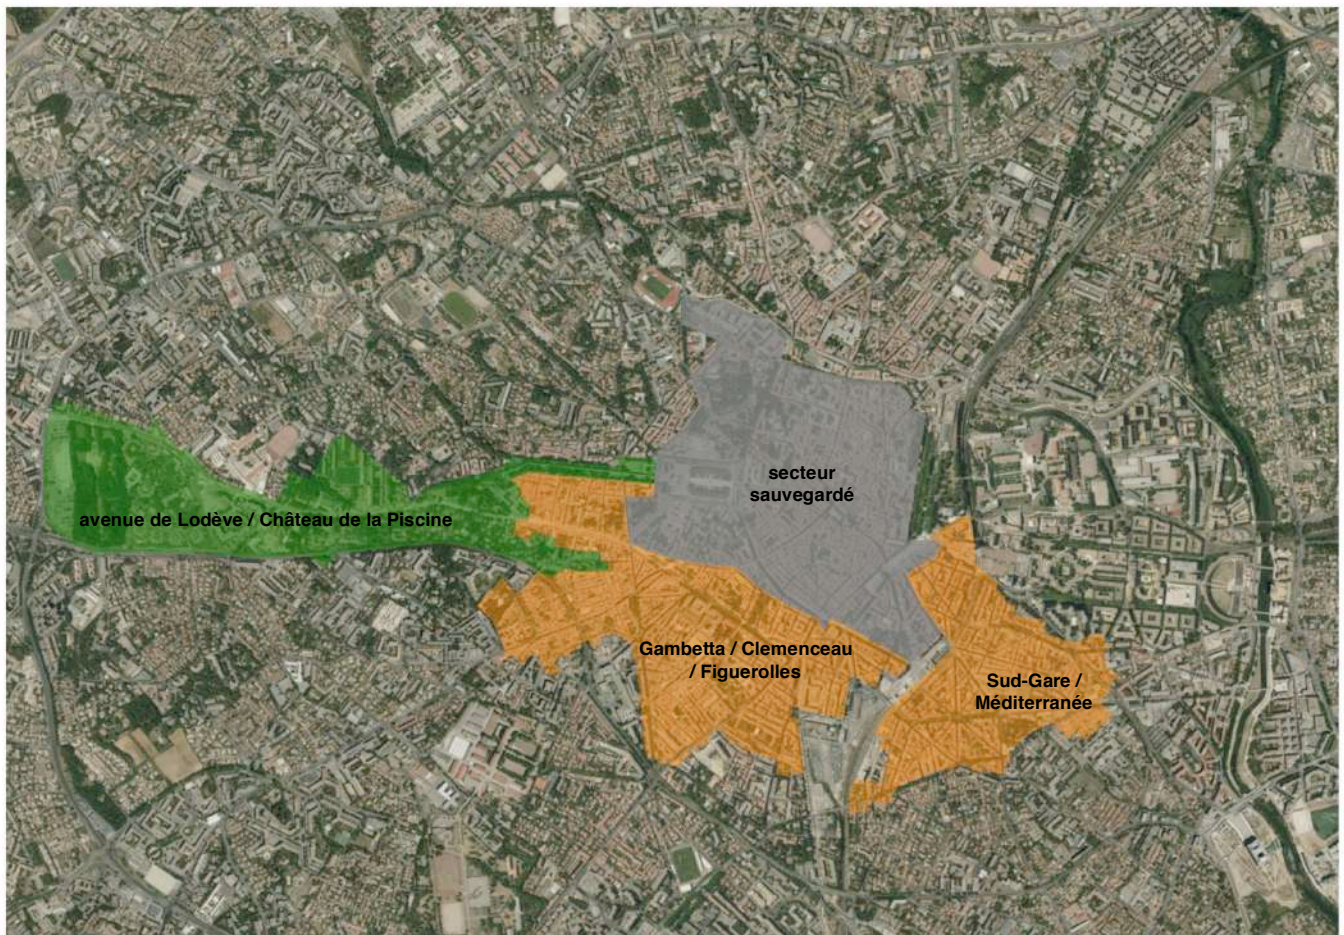 secteur
sauvegardé
avenue de Lodève / Château de la Piscine
Gambetta / Clemenceau
/ Figuerolles
Sud-Gare /
Méditerranée